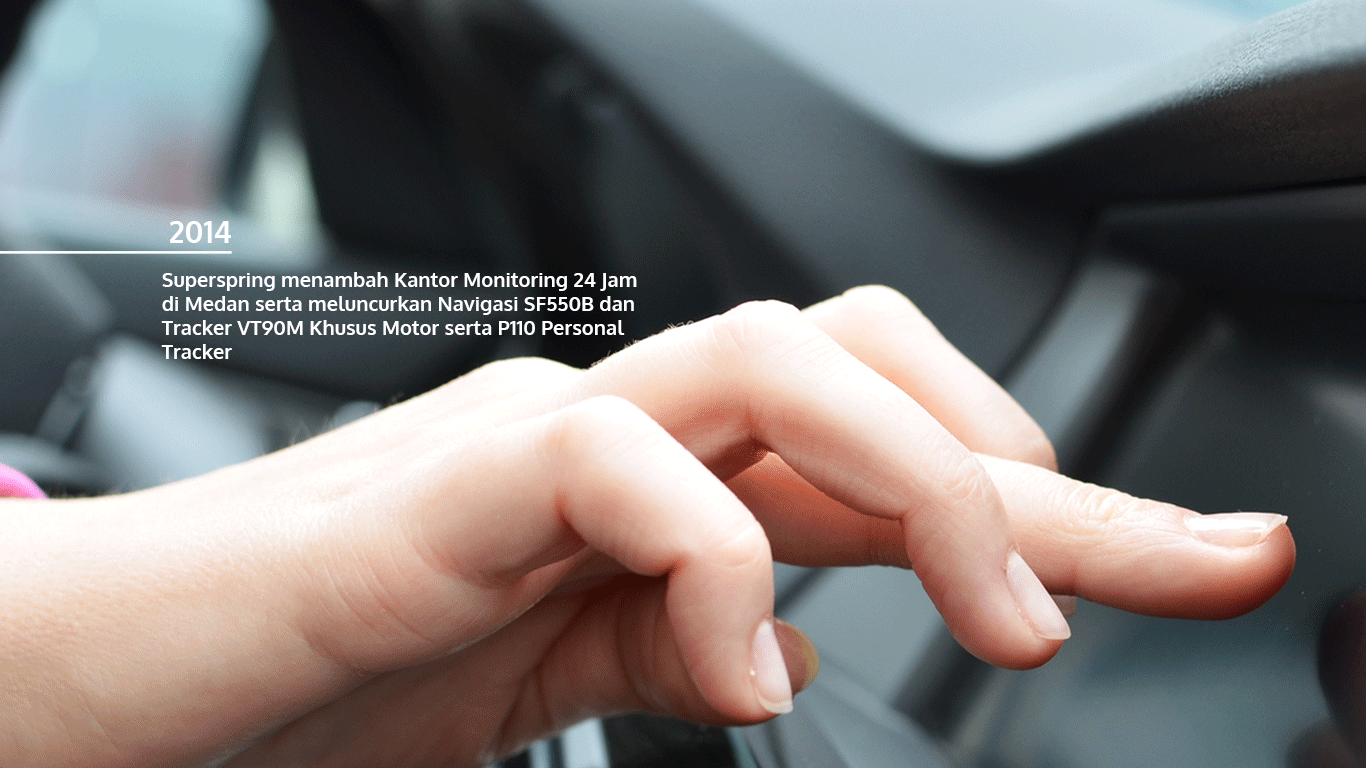 2014
Superspring menambah Kantor Monitoring 24 Jam
di Medan serta meluncurkan Navigasi SF550B dan
Tracker VT90M Khusus Motor serta P110 Personal
Tracker